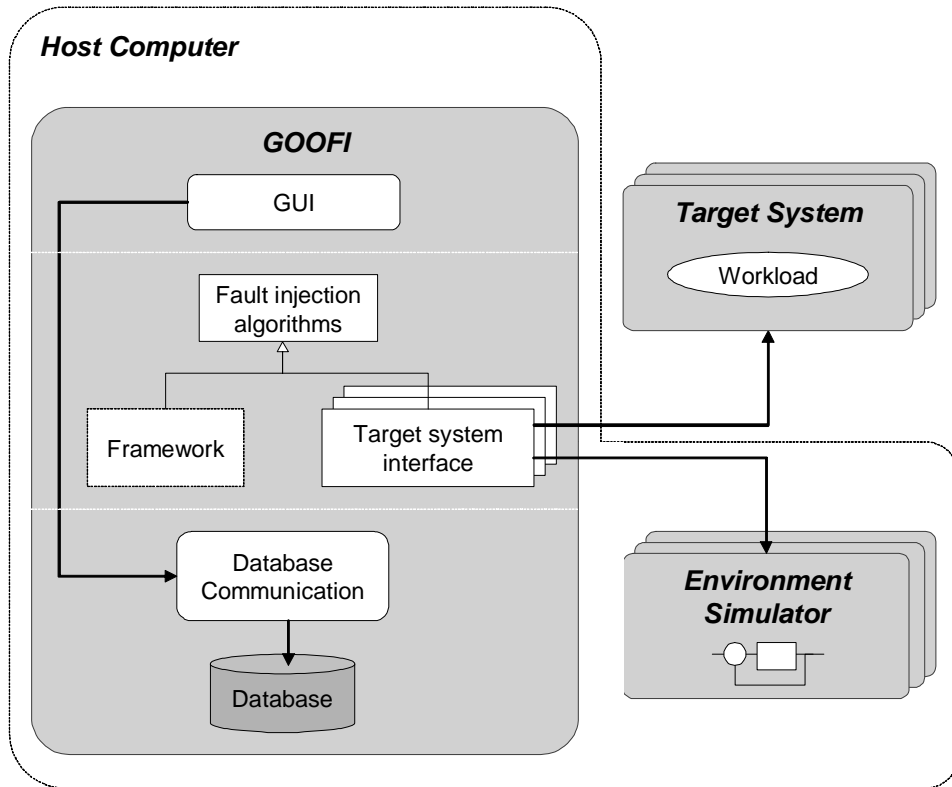 Host Computer
GOOFI
GUI
Fault injection
algorithms
Framework
Target system
interface
Database
Communication
Database
Target System
Workload
Environment
Simulator